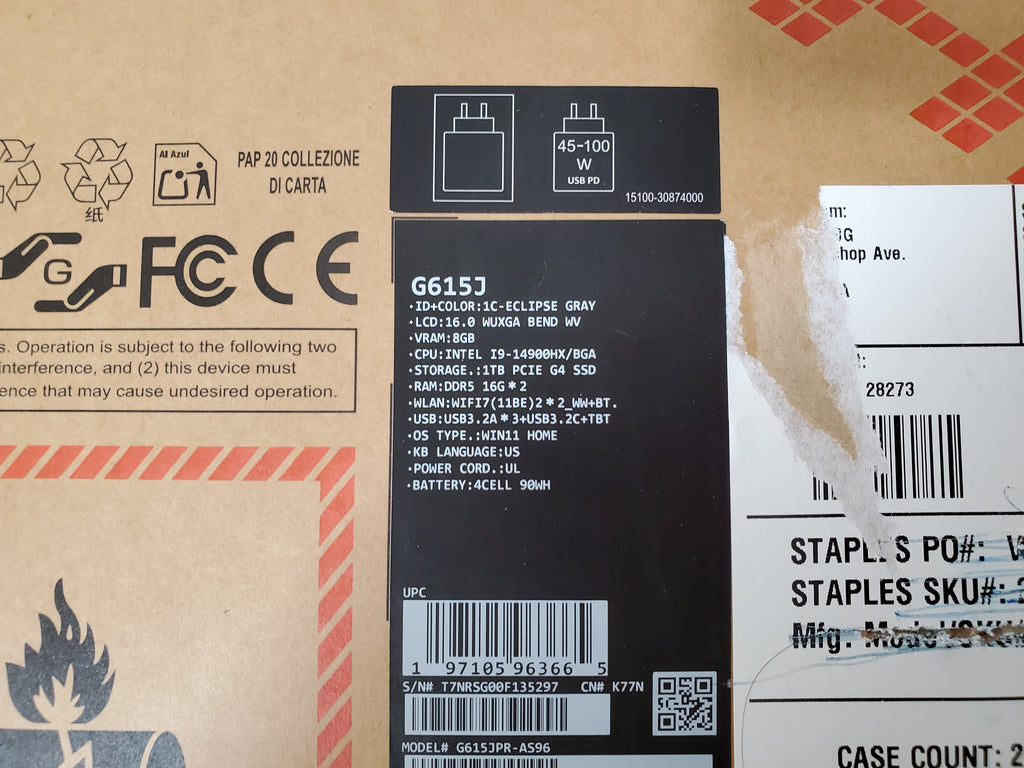 45-100
W
USB PD
15100-30874000
Al Azul
PAP 20 COLLEZIONE
DI CARTA
纸
G
FC CE
s. Operation is subject to the following two
interference, and (2) this device must
ence that may cause undesired operation.
G615J
·ID+COLOR:1C-ECLIPSE GRAY
·LCD:16.0 WUXGA BEND WV
·VRAM:8GB
·CPU:INTEL I9-14900HX/BGA
·STORAGE.:1TB PCIE G4 SSD
·RAM:DDR5 16G*2
·WLAN:WIFI7(11BE)2*2_WW+BT.
·USB:USB3.2A*3+USB3.2C+TBT
·OS TYPE.:WIN11 HOME
·KB LANGUAGE:US
·POWER CORD.:UL
·BATTERY:4CELL 90WH
UPC
1 97105 96366 5
S/N# T7NRSG00F135297 CN# K77N
MODEL# G615JPR-AS96
m:
3G
hop Ave.
A
28273
STAPLES PO#:
STAPLES SKU#: 2
Mfg.
CASE COUNT: 2